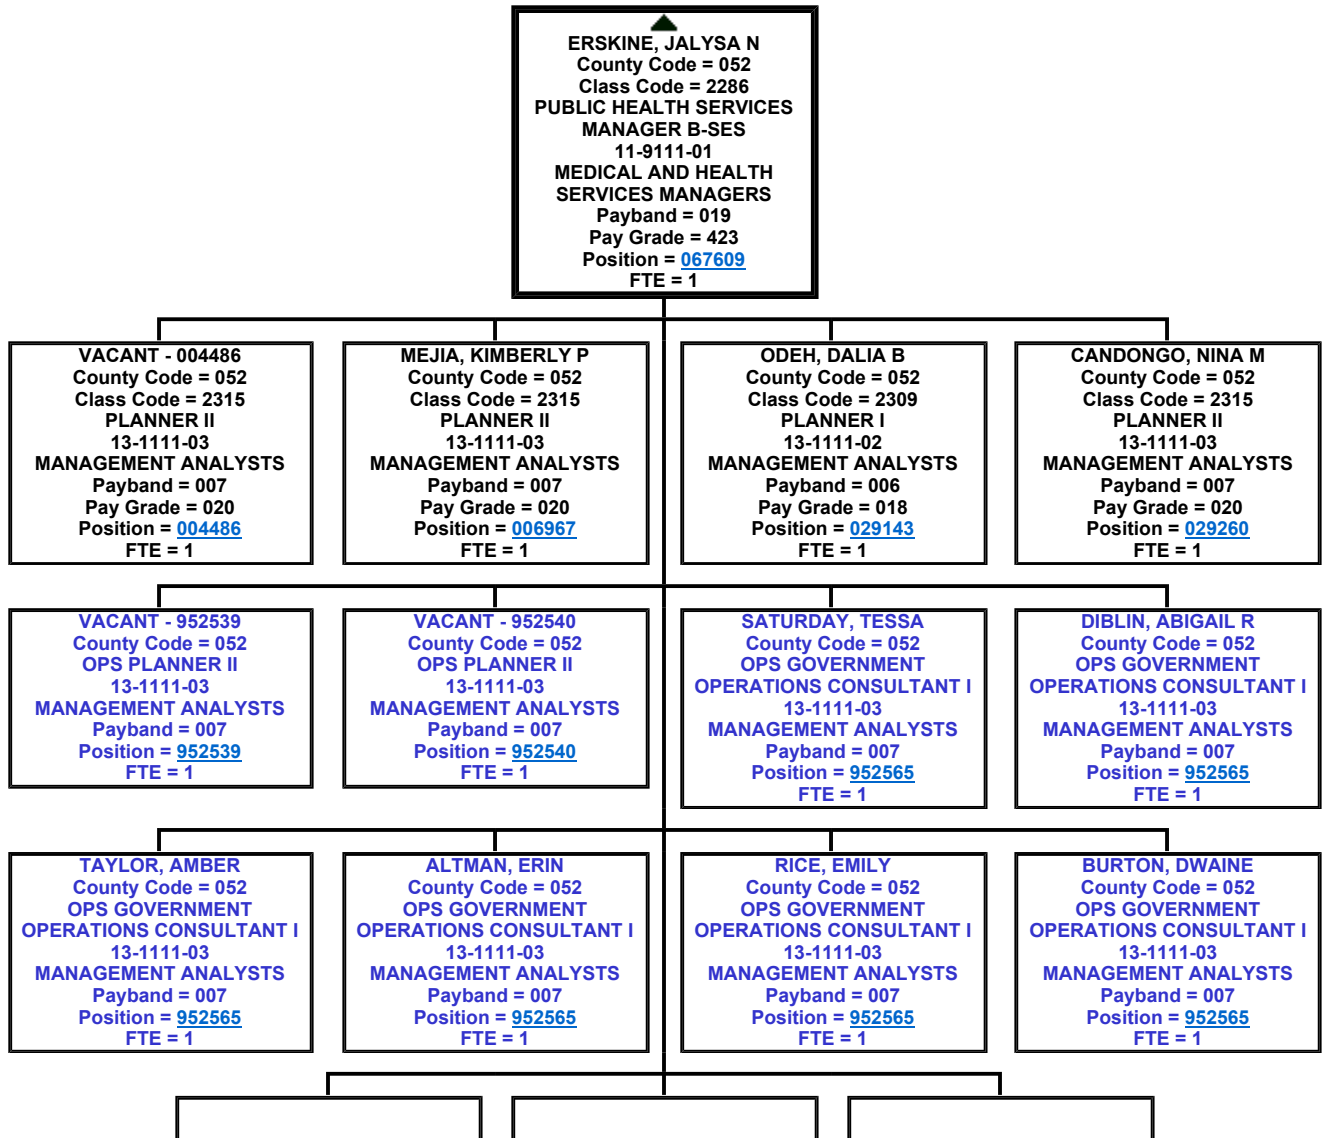 ERSKINE, JALYSA N
County Code = 052
Class Code = 2286
PUBLIC HEALTH SERVICES
MANAGER B-SES
11-9111-01
MEDICAL AND HEALTH
SERVICES MANAGERS
Payband = 019
Pay Grade = 423
Position = 067609
FTE = 1
VACANT - 004486
County Code = 052
Class Code = 2315
PLANNER II
13-1111-03
MANAGEMENT ANALYSTS
Payband = 007
Pay Grade = 020
Position = 004486
FTE = 1
MEJIA, KIMBERLY P
County Code = 052
Class Code = 2315
PLANNER II
13-1111-03
MANAGEMENT ANALYSTS
Payband = 007
Pay Grade = 020
Position = 006967
FTE = 1
ODEH, DALIA B
County Code = 052
Class Code = 2309
PLANNER I
13-1111-02
MANAGEMENT ANALYSTS
Payband = 006
Pay Grade = 018
Position = 029143
FTE = 1
CANDONGO, NINA M
County Code = 052
Class Code = 2315
PLANNER II
13-1111-03
MANAGEMENT ANALYSTS
Payband = 007
Pay Grade = 020
Position = 029260
FTE = 1
VACANT - 952539
County Code = 052
OPS PLANNER II
13-1111-03
MANAGEMENT ANALYSTS
Payband = 007
Position = 952539
FTE = 1
VACANT - 952540
County Code = 052
OPS PLANNER II
13-1111-03
MANAGEMENT ANALYSTS
Payband = 007
Position = 952540
FTE = 1
SATURDAY, TESSA
County Code = 052
OPS GOVERNMENT
OPERATIONS CONSULTANT I
13-1111-03
MANAGEMENT ANALYSTS
Payband = 007
Position = 952565
FTE = 1
DIBLIN, ABIGAIL R
County Code = 052
OPS GOVERNMENT
OPERATIONS CONSULTANT I
13-1111-03
MANAGEMENT ANALYSTS
Payband = 007
Position = 952565
FTE = 1
TAYLOR, AMBER
County Code = 052
OPS GOVERNMENT
OPERATIONS CONSULTANT I
13-1111-03
MANAGEMENT ANALYSTS
Payband = 007
Position = 952565
FTE = 1
ALTMAN, ERIN
County Code = 052
OPS GOVERNMENT
OPERATIONS CONSULTANT I
13-1111-03
MANAGEMENT ANALYSTS
Payband = 007
Position = 952565
FTE = 1
RICE, EMILY
County Code = 052
OPS GOVERNMENT
OPERATIONS CONSULTANT I
13-1111-03
MANAGEMENT ANALYSTS
Payband = 007
Position = 952565
FTE = 1
BURTON, DWAINE
County Code = 052
OPS GOVERNMENT
OPERATIONS CONSULTANT I
13-1111-03
MANAGEMENT ANALYSTS
Payband = 007
Position = 952565
FTE = 1